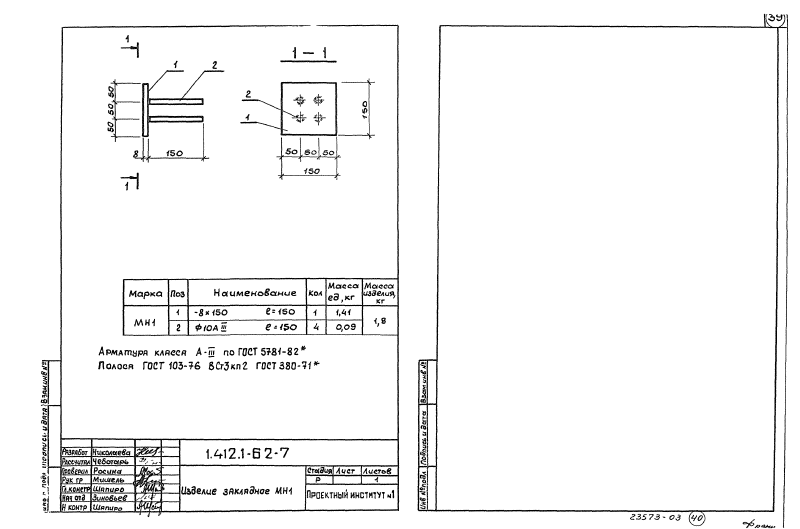 39
1
1 – 1
1
2
50
50
50
8
150
1
2
1
150
50 50 50
150
Марка Поз Наименование Кол Масса ед, кг Масса изделия, кг
МН1 1 -8×150 ℓ=150 1 1,41 1,8
2 Ф10А III ℓ=150 4 0,09
Арматура класса А-III по ГОСТ 5781-82*
Полоса ГОСТ 103-76 ВСт3кп2 ГОСТ 380-71*
Взам инв №
Подпись и дата
Инв № подл
Разработ Николаева
Рассчитал Чеботарь
Проверил Росина
Рук гр Мишель
Гл.констр Шапиро
Нач отд Зиновьев
Н контр Шапиро
1.412.1-6 2-7
Изделие закладное МН1
Стадия Лист Листов
Р 1
Проектный институт №1
Взам инв №
Подпись и дата
Инв № подл
23573-03 40